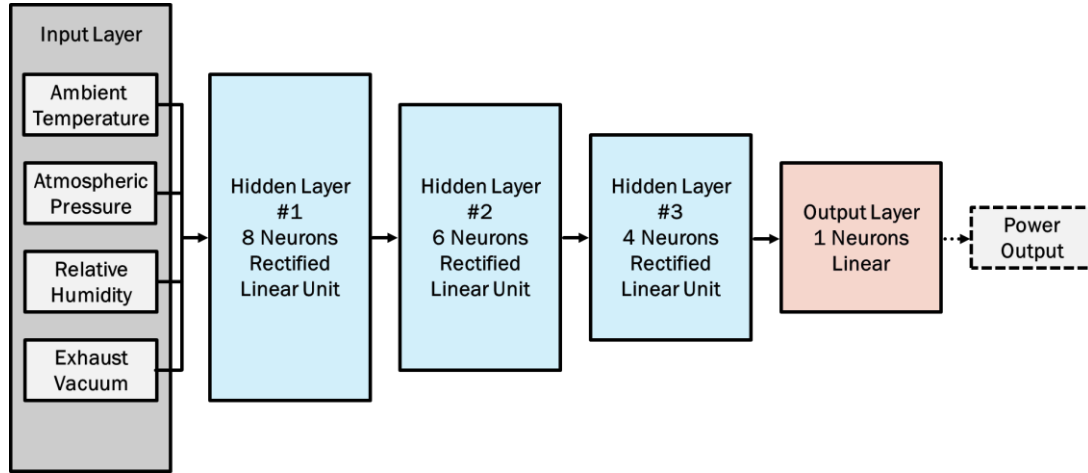 Input Layer
Ambient
Temperature
Atmospheric
Pressure
Relative
Humidity
Exhaust
Vacuum
Hidden Layer
#1
8 Neurons
Rectified
Linear Unit
Hidden Layer
#2
6 Neurons
Rectified
Linear Unit
Hidden Layer
#3
4 Neurons
Rectified
Linear Unit
Output Layer
1 Neurons
Linear
Power
Output